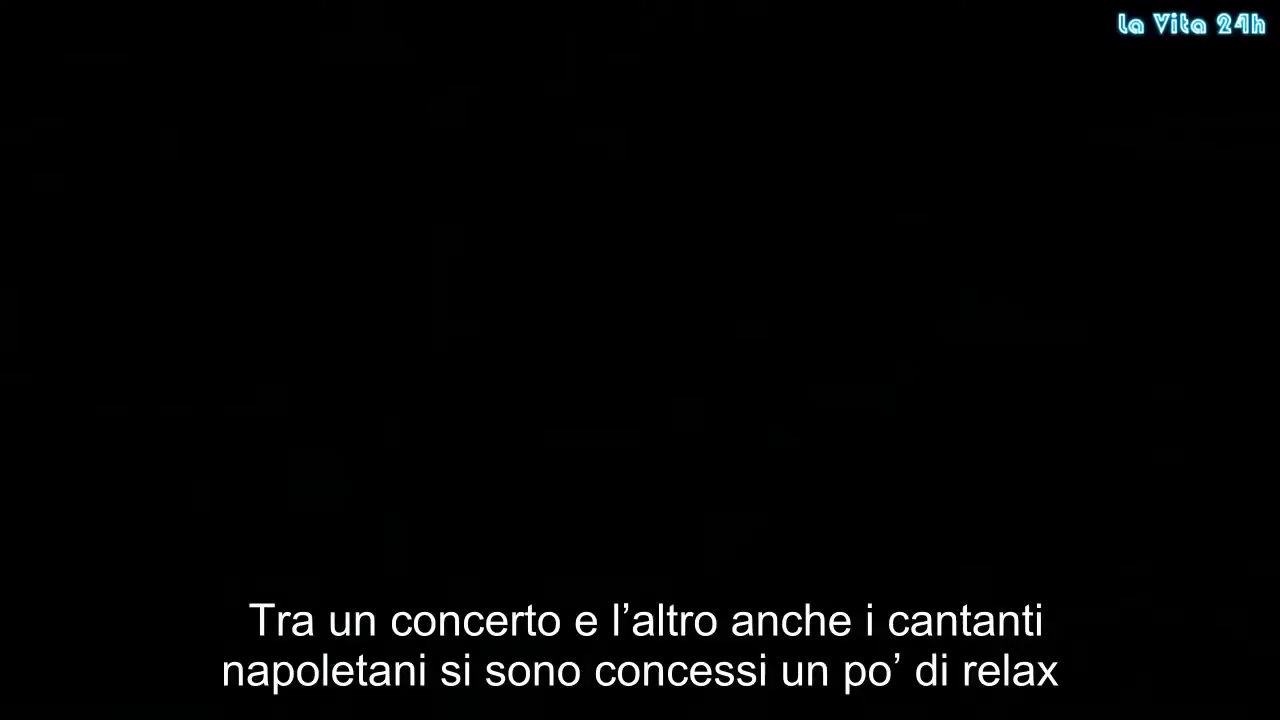 La Vita 24h
Tra un concerto e l’altro anche i cantanti
napoletani si sono concessi un po’ di relax